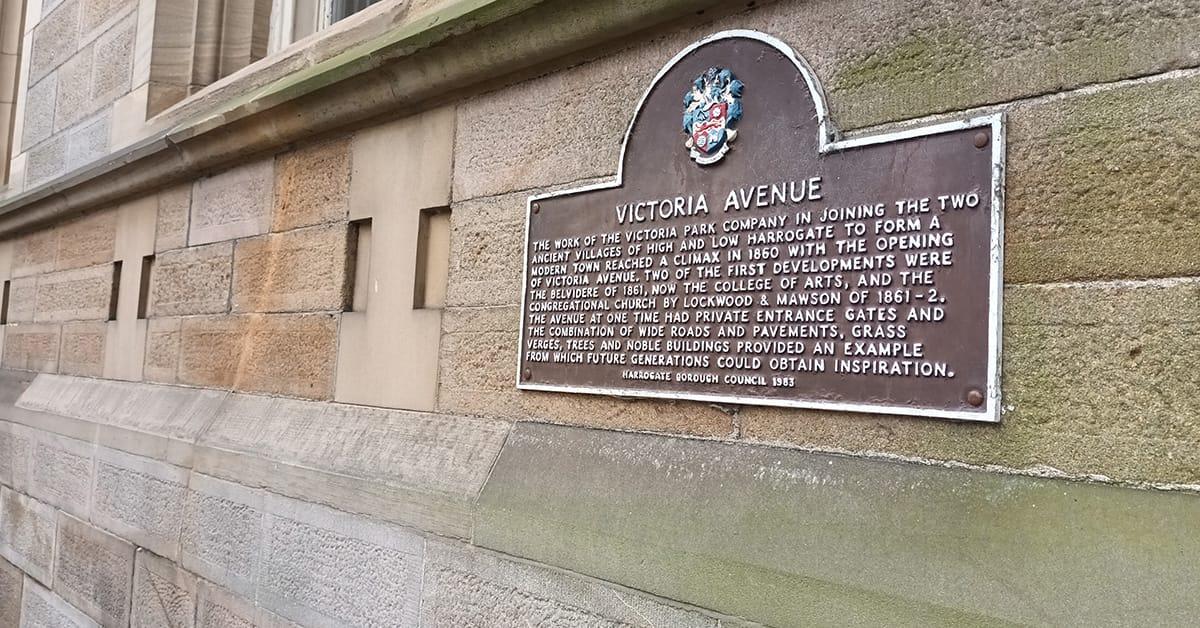 VICTORIA AVENUE
THE WORK OF THE VICTORIA PARK COMPANY IN JOINING THE TWO
ANCIENT VILLAGES OF HIGH AND LOW HARROGATE TO FORM A
MODERN TOWN REACHED A CLIMAX IN 1860 WITH THE OPENING
OF VICTORIA AVENUE. TWO OF THE FIRST DEVELOPMENTS WERE
THE BELVIDERE OF 1861, NOW THE COLLEGE OF ARTS, AND THE
CONGREGATIONAL CHURCH BY LOCKWOOD & MAWSON OF 1861-2.
THE AVENUE AT ONE TIME HAD PRIVATE ENTRANCE GATES AND
THE COMBINATION OF WIDE ROADS AND PAVEMENTS, GRASS
VERGES, TREES AND NOBLE BUILDINGS PROVIDED AN EXAMPLE
FROM WHICH FUTURE GENERATIONS COULD OBTAIN INSPIRATION.
HARROGATE BOROUGH COUNCIL 1983